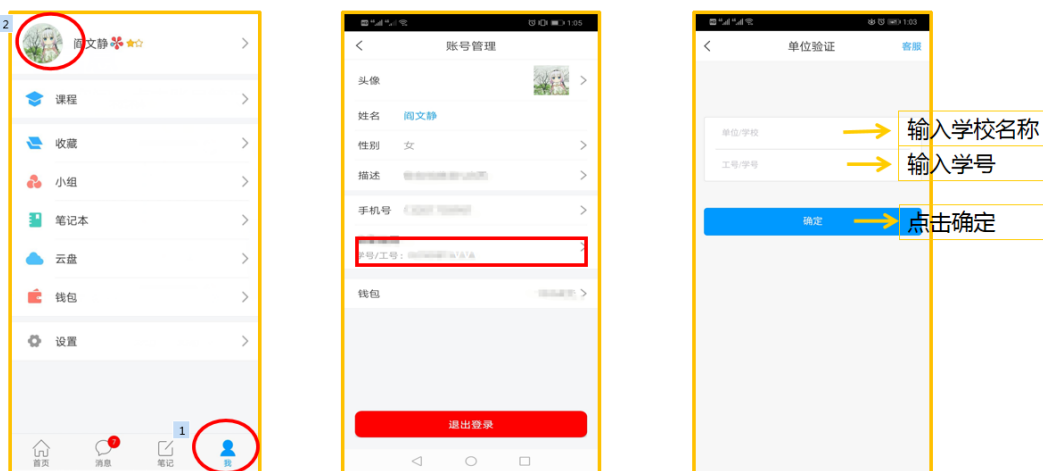 2
阎文静
课程
收藏
小组
笔记本
云盘
钱包
设置
1
首页
7
消息
笔记
我
1:05
账号管理
头像
姓名 阎文静
性别 女
描述
手机号
学号/工号:
钱包
退出登录
1:03
单位验证 客服
单位/学校
输入学校名称
工号/学号
输入学号
确定
点击确定